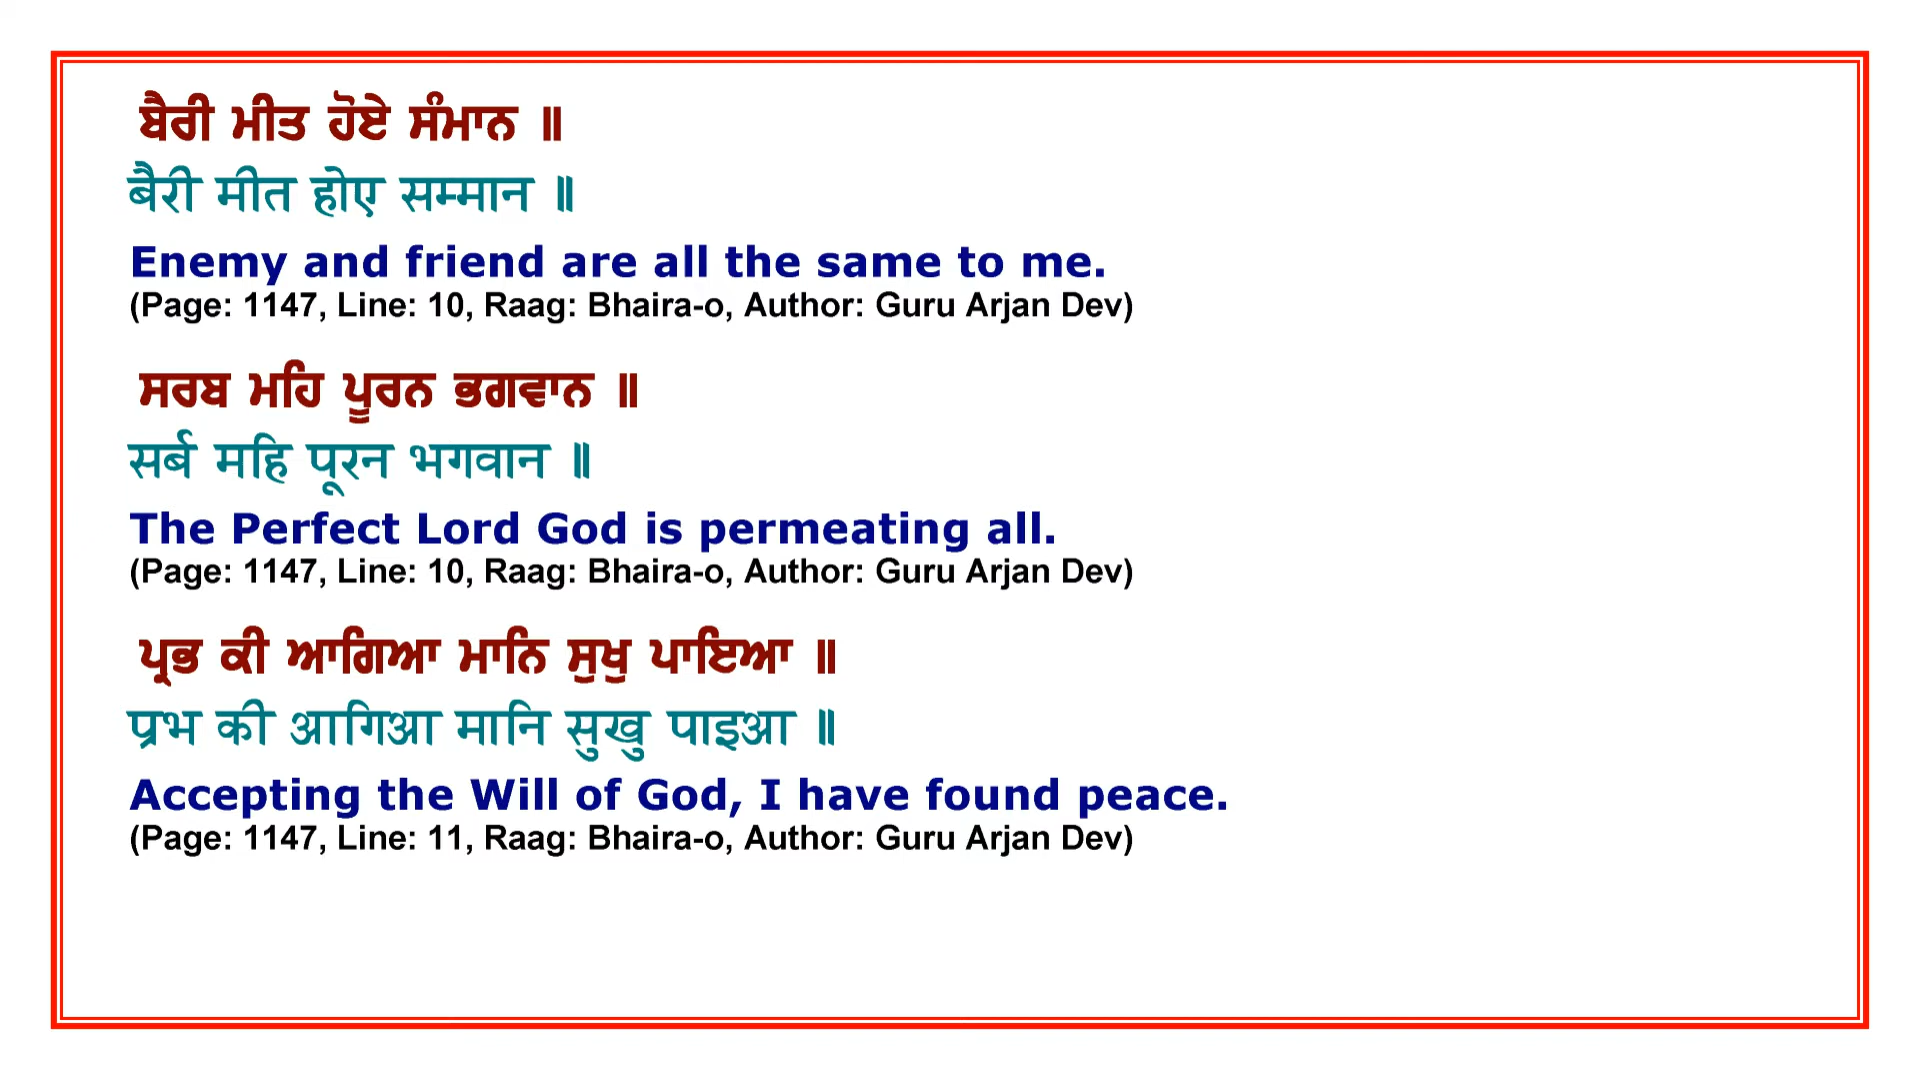 ਬੈਰੀ ਮੀਤ ਹੋਏ ਸੰਮਾਨ ॥
बैरी मीत होए सम्मान ॥
Enemy and friend are all the same to me.
(Page: 1147, Line: 10, Raag: Bhaira-o, Author: Guru Arjan Dev)
ਸਰਬ ਮਹਿ ਪੂਰਨ ਭਗਵਾਨ ॥
सर्ब महि पूरन भगवान ॥
The Perfect Lord God is permeating all.
(Page: 1147, Line: 10, Raag: Bhaira-o, Author: Guru Arjan Dev)
ਪ੍ਰਭ ਕੀ ਆਗਿਆ ਮਾਨਿ ਸੁਖੁ ਪਾਇਆ ॥
प्रभ की आगिआ मानि सुखु पाइआ ॥
Accepting the Will of God, I have found peace.
(Page: 1147, Line: 11, Raag: Bhaira-o, Author: Guru Arjan Dev)